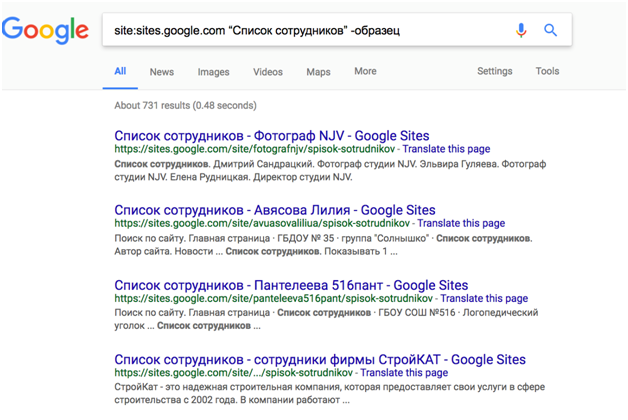 Google
site:sites.google.com “Список сотрудников” -образец
All News Images Videos Maps More Settings Tools
About 731 results (0.48 seconds)
Список сотрудников - Фотограф NJV - Google Sites
https://sites.google.com/site/fotografnjv/spisok-sotrudnikov - Translate this page
Список сотрудников. Дмитрий Сандрацкий. Фотограф студии NJV. Эльвира Гуляева. Фотограф
студии NJV. Елена Рудницкая. Директор студии NJV.
Список сотрудников - Авясова Лилия - Google Sites
https://sites.google.com/site/avuasovaliliua/spisok-sotrudnikov - Translate this page
Поиск по сайту. Главная страница · ГБДОУ № 35 · группа "Солнышко" · Список сотрудников.
Автор сайта. Новости ... Список сотрудников. Показывать 1 ...
Список сотрудников - Пантелеева 516пант - Google Sites
https://sites.google.com/site/panteleeva516pant/spisok-sotrudnikov - Translate this page
Поиск по сайту. Главная страница · Список сотрудников · ГБОУ СОШ №516 · Логопедический
уголок ... Список сотрудников ...
Список сотрудников - сотрудники фирмы СтройКАТ - Google Sites
https://sites.google.com/site/.../spisok-sotrudnikov - Translate this page
СтройКат - это надежная строительная компания, которая предоставляет свои услуги в сфере
строительства с 2002 года. В компании работают ...